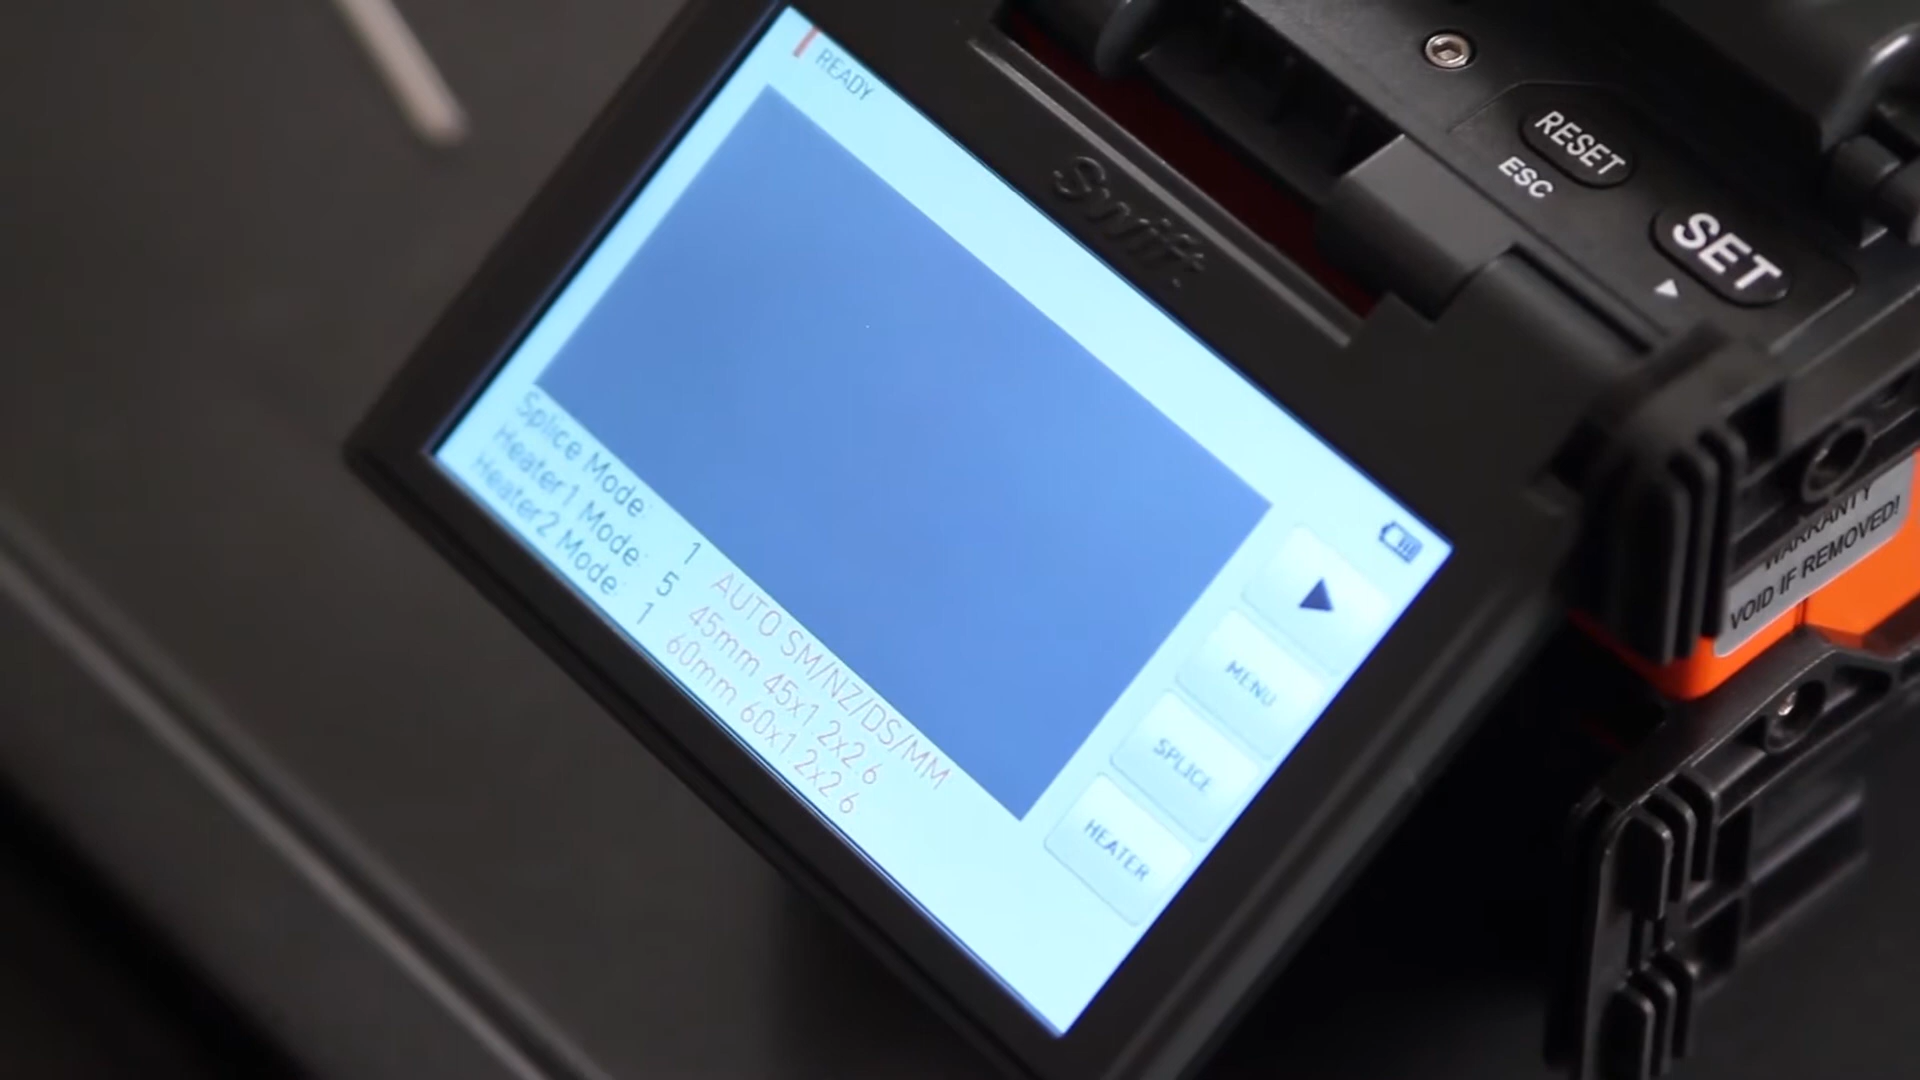 READY
Swift
RESET
ESC
SET
WARRANTY
VOID IF REMOVED!
Splice Mode: 1 AUTO SM/NZ/DS/MM
Heater1 Mode: 5 45mm 45x1.2x2.6
Heater2 Mode: 1 60mm 60x1.2x2.6
MENU
SPLICE
HEATER